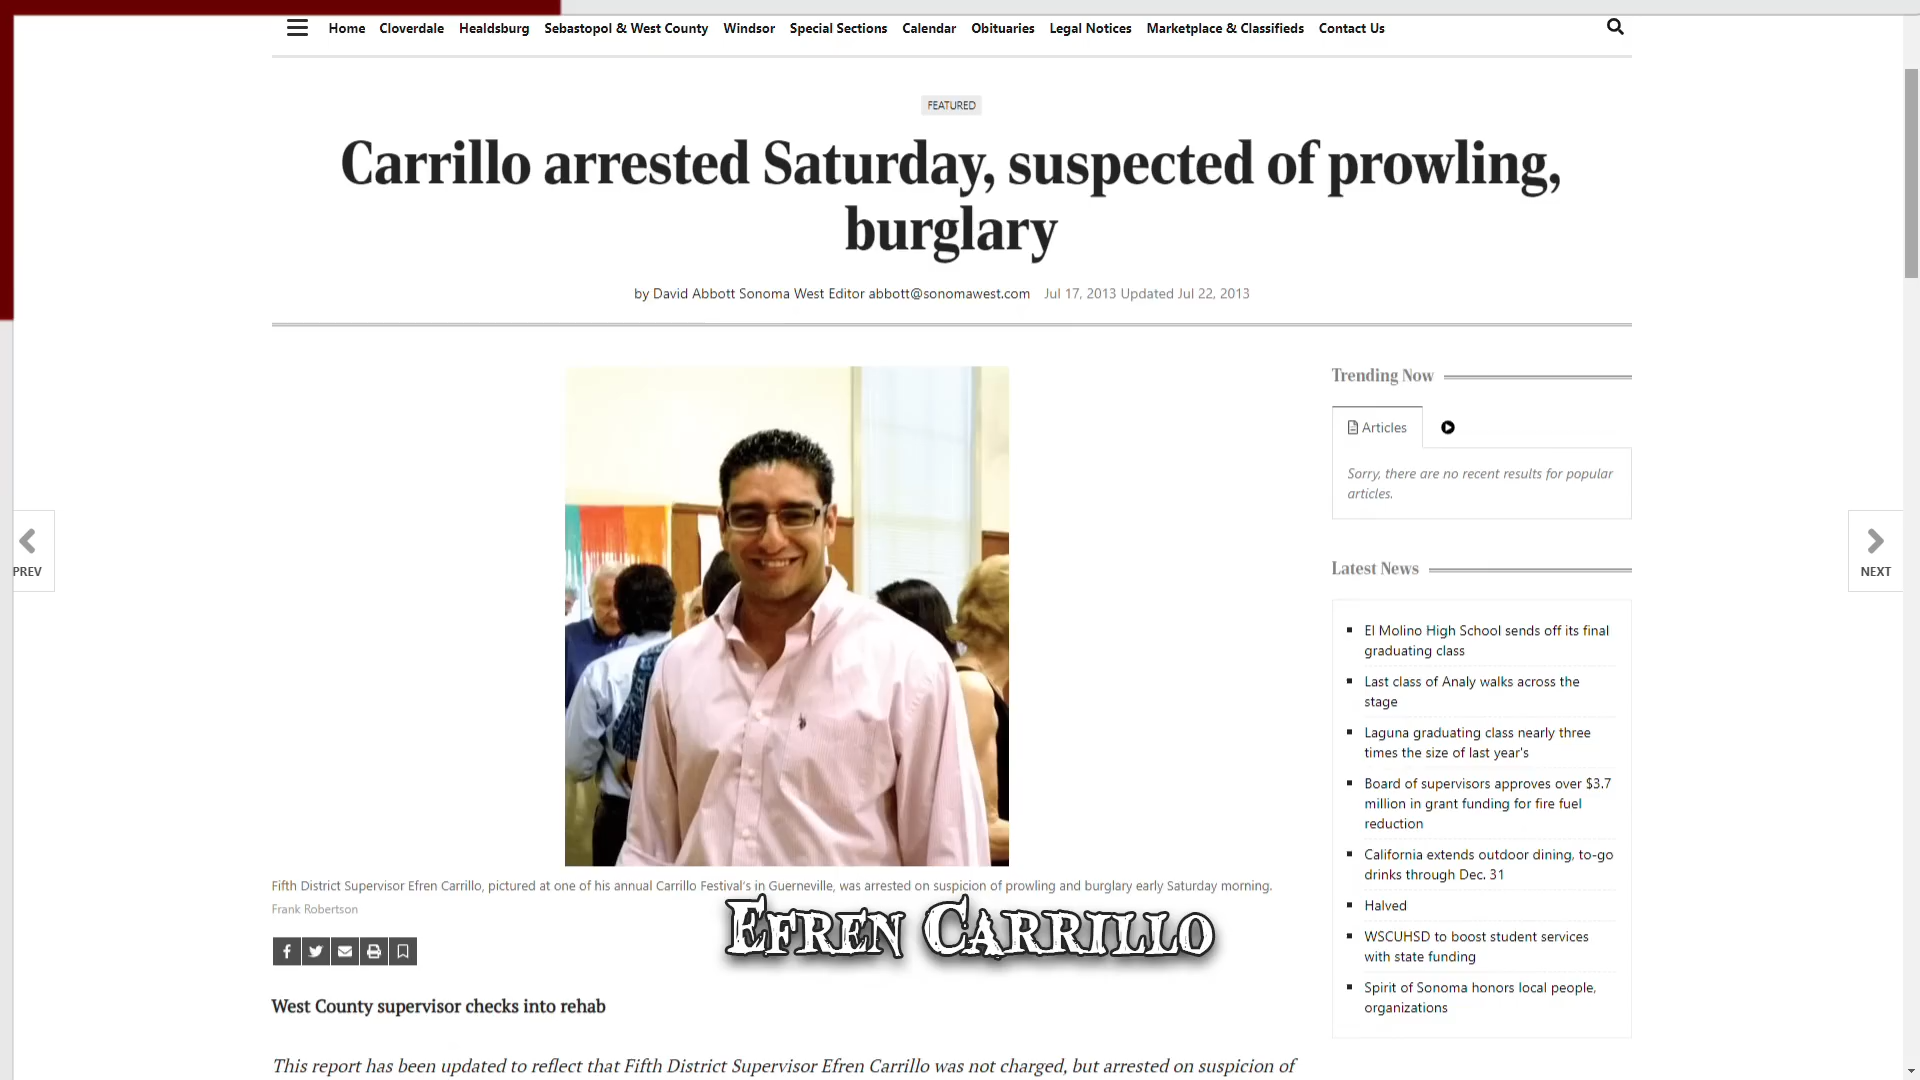 Home Cloverdale Healdsburg Sebastopol & West County Windsor Special Sections Calendar Obituaries Legal Notices Marketplace & Classifieds Contact Us
FEATURED
Carrillo arrested Saturday, suspected of prowling,
burglary
by David Abbott Sonoma West Editor abbott@sonomawest.com Jul 17, 2013 Updated Jul 22, 2013
Fifth District Supervisor Efren Carrillo, pictured at one of his annual Carrillo Festival's in Guerneville, was arrested on suspicion of prowling and burglary early Saturday morning.
Frank Robertson
EFREN CARRILLO
West County supervisor checks into rehab
This report has been updated to reflect that Fifth District Supervisor Efren Carrillo was not charged, but arrested on suspicion of
Trending Now
Articles
Sorry, there are no recent results for popular
articles.
Latest News
El Molino High School sends off its final
graduating class
Last class of Analy walks across the
stage
Laguna graduating class nearly three
times the size of last year's
Board of supervisors approves over $3.7
million in grant funding for fire fuel
reduction
California extends outdoor dining, to-go
drinks through Dec. 31
Halved
WSCUHSD to boost student services
with state funding
Spirit of Sonoma honors local people,
organizations
PREV
NEXT